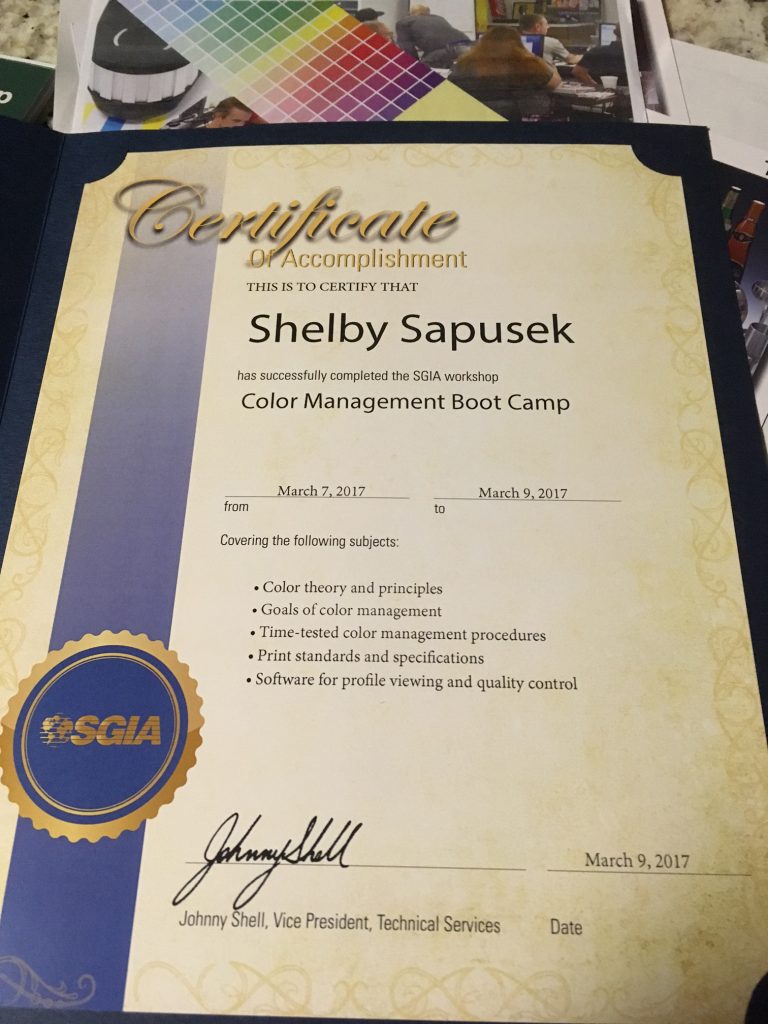 Certificate
Of Accomplishment
THIS IS TO CERTIFY THAT
Shelby Sapusek
has successfully completed the SGIA workshop
Color Management Boot Camp
March 7, 2017 March 9, 2017
from to
Covering the following subjects:
• Color theory and principles
• Goals of color management
• Time-tested color management procedures
• Print standards and specifications
• Software for profile viewing and quality control
SGIA
Johnny Shell
March 9, 2017
Johnny Shell, Vice President, Technical Services Date